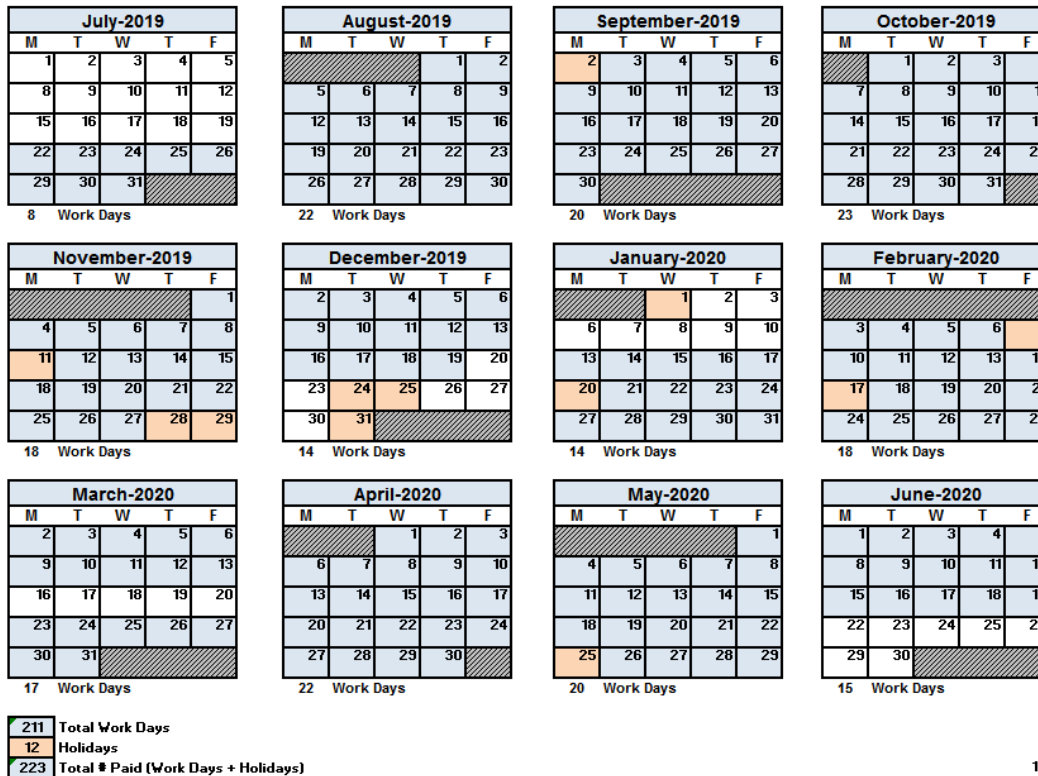 July-2019 August-2019 September-2019 October-2019
M T W T F M T W T F M T W T F M T W T F
1 2 3 4 5 1 2 2 3 4 5 6 1 2 3
8 9 10 11 12 5 6 7 8 9 9 10 11 12 13 7 8 9 10
15 16 17 18 19 12 13 14 15 16 16 17 18 19 20 14 15 16 17
22 23 24 25 26 19 20 21 22 23 23 24 25 26 27 21 22 23 24
29 30 31 26 27 28 29 30 30 28 29 30 31
8 Work Days 22 Work Days 20 Work Days 23 Work Days
November-2019 December-2019 January-2020 February-2020
M T W T F M T W T F M T W T F M T W T F
1 2 3 4 5 6 1 2 3
4 5 6 7 8 9 10 11 12 13 6 7 8 9 10 3 4 5 6
11 12 13 14 15 16 17 18 19 20 13 14 15 16 17 10 11 12 13
18 19 20 21 22 23 24 25 26 27 20 21 22 23 24 17 18 19 20
25 26 27 28 29 30 31 27 28 29 30 31 24 25 26 27
18 Work Days 14 Work Days 14 Work Days 18 Work Days
March-2020 April-2020 May-2020 June-2020
M T W T F M T W T F M T W T F M T W T F
2 3 4 5 6 1 2 3 1 1 2 3 4
9 10 11 12 13 6 7 8 9 10 4 5 6 7 8 8 9 10 11
16 17 18 19 20 13 14 15 16 17 11 12 13 14 15 15 16 17 18
23 24 25 26 27 20 21 22 23 24 18 19 20 21 22 22 23 24 25
30 31 27 28 29 30 25 26 27 28 29 29 30
17 Work Days 22 Work Days 20 Work Days 15 Work Days
211 Total Work Days
12 Holidays
223 Total # Paid (Work Days + Holidays)